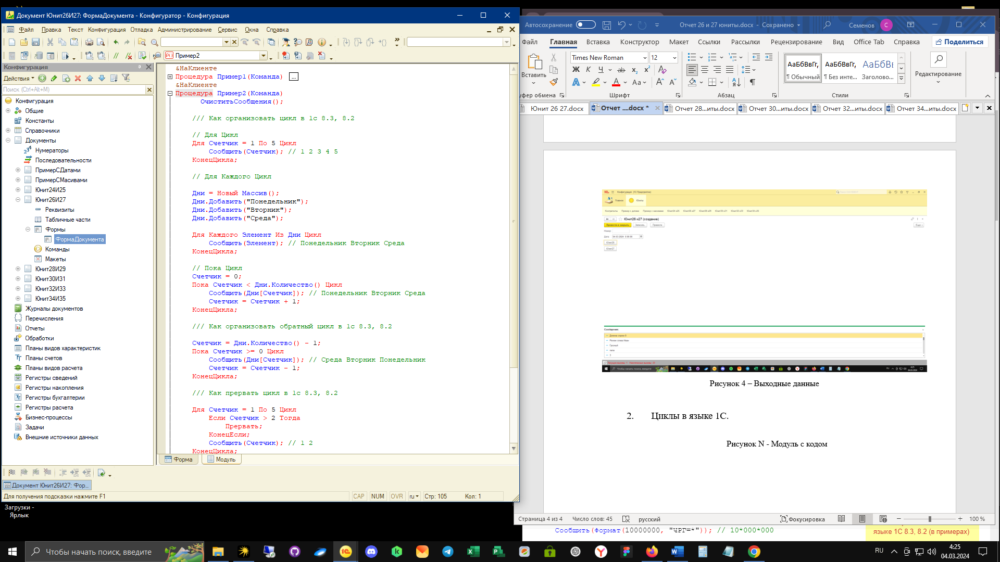 Документ Юнит26И27: ФормаДокумента - Конфигуратор - Конфигурация
Файл Правка Текст Конфигурация Отладка Администрирование Сервис Окна Справка
Пример2
Конфигурация
Действия
Поиск (Ctrl+Alt+M)
Конфигурация
Общие
Константы
Справочники
Документы
Нумераторы
Последовательности
ПримерСДатами
ПримерСМасивами
Юнит24И25
Юнит26И27
Реквизиты
Табличные части
Формы
ФормаДокумента
Команды
Макеты
Юнит28И29
Юнит30И31
Юнит32И33
Юнит34И35
Журналы документов
Перечисления
Отчеты
Обработки
Планы видов характеристик
Планы счетов
Планы видов расчета
Регистры сведений
Регистры накопления
Регистры бухгалтерии
Регистры расчета
Бизнес-процессы
Задачи
Внешние источники данных
&НаКлиенте
Процедура Пример1(Команда) ...
&НаКлиенте
Процедура Пример2(Команда)
ОчиститьСообщения();
/// Как организовать цикл в 1с 8.3, 8.2
// Для Цикл
Для Счетчик = 1 По 5 Цикл
Сообщить(Счетчик); // 1 2 3 4 5
КонецЦикла;
// Для Каждого Цикл
Дни = Новый Массив();
Дни.Добавить("Понедельник");
Дни.Добавить("Вторник");
Дни.Добавить("Среда");
Для Каждого Элемент Из Дни Цикл
Сообщить(Элемент); // Понедельник Вторник Среда
КонецЦикла;
// Пока Цикл
Счетчик = 0;
Пока Счетчик < Дни.Количество() Цикл
Сообщить(Дни[Счетчик]); // Понедельник Вторник Среда
Счетчик = Счетчик + 1;
КонецЦикла;
/// Как организовать обратный цикл в 1с 8.3, 8.2
Счетчик = Дни.Количество() - 1;
Пока Счетчик >= 0 Цикл
Сообщить(Дни[Счетчик]); // Среда Вторник Понедельник
Счетчик = Счетчик - 1;
КонецЦикла;
/// Как прервать цикл в 1с 8.3, 8.2
Для Счетчик = 1 По 5 Цикл
Если Счетчик > 2 Тогда
Прервать;
КонецЕсли;
Сообщить(Счетчик); // 1 2
КонецЦикла;
Форма Модуль
Документ Юнит26И27: Фор...
Для получения подсказки нажмите F1
CAP NUM OVR ru Стр: 105 Кол: 1
Загрузки -
Ярлык
Автосохранение Отчет 26 и 27 юниты.docx - Сохранено Семенов С
Файл Главная Вставка Конструктор Макет Ссылки Рассылки Рецензирование Вид Office Tab Справка Поделиться
Вставить
Times New Roman 12
Ж К Ч ab x₂ x²
Aa
АаБбВвГг, АаБбВвГг, АаБбВвГ
¶ Обычный ¶ Без инте... Заголово...
Редактирование
уфер обмена Шрифт Абзац Стили
Юнит 26 27.docx Отчет ....docx * Отчет 28...иты.docx Отчет 30...иты.docx Отчет 32...иты.docx Отчет 34...иты.docx
Юнит26 и27 (создание)
Провести и закрыть Записать Провести
Юнит26
Юнит27
Сообщения:
Рисунок 4 – Выходные данные
2. Циклы в языке 1С.
Рисунок N - Модуль с кодом
Страница 4 из 4 Число слов: 45 русский Фокусировка 100 %
Сообщить(Формат(10000000, "ЧРГ=*")); // 10*000*000
языке 1С 8.3, 8.2 (в примерах)
Чтобы начать поиск, введите
RU 4:25
04.03.2024